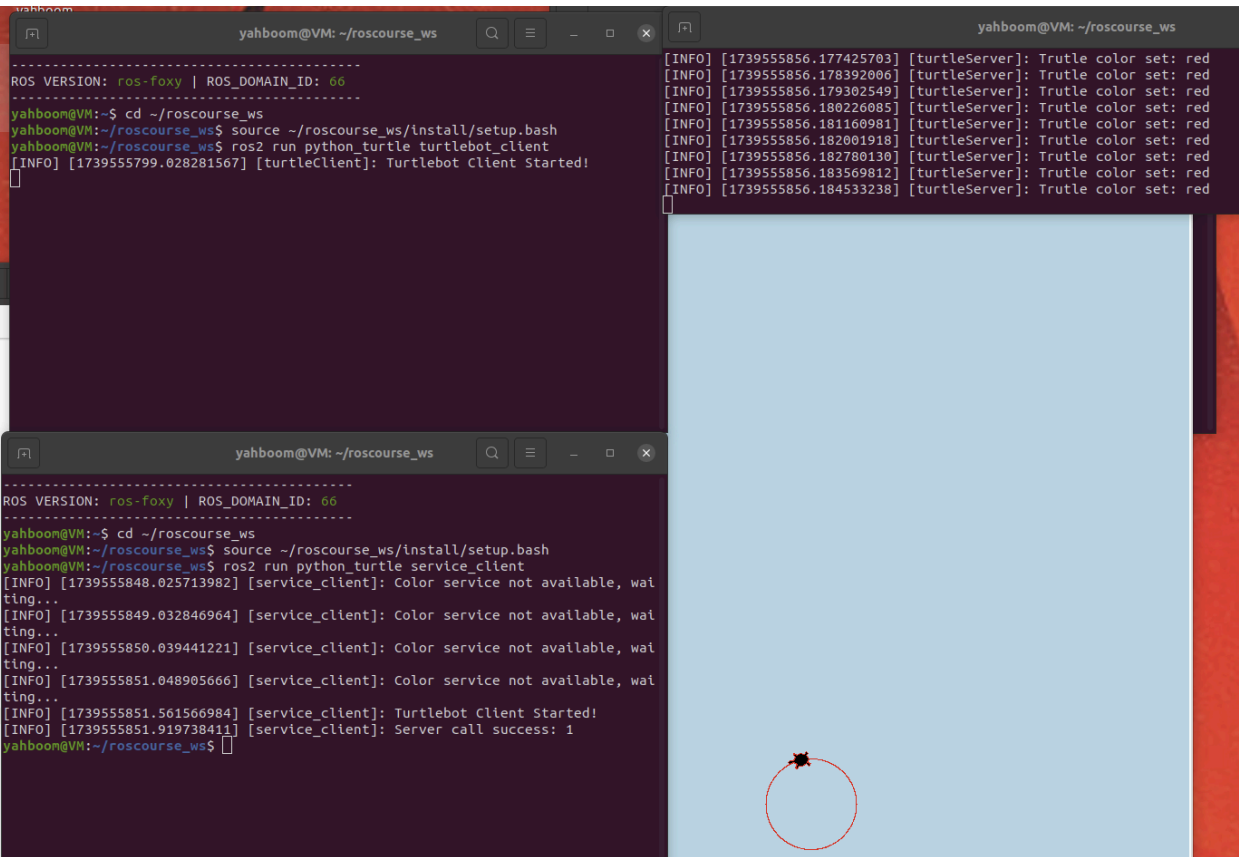 yahboom
yahboom@VM: ~/roscourse_ws
-------------------------------------------
ROS VERSION: ros-foxy | ROS_DOMAIN_ID: 66
-------------------------------------------
yahboom@VM:~$ cd ~/roscourse_ws
yahboom@VM:~/roscourse_ws$ source ~/roscourse_ws/install/setup.bash
yahboom@VM:~/roscourse_ws$ ros2 run python_turtle turtlebot_client
[INFO] [1739555799.028281567] [turtleClient]: Turtlebot Client Started!
yahboom@VM: ~/roscourse_ws
[INFO] [1739555856.177425703] [turtleServer]: Trutle color set: red
[INFO] [1739555856.178392006] [turtleServer]: Trutle color set: red
[INFO] [1739555856.179302549] [turtleServer]: Trutle color set: red
[INFO] [1739555856.180226085] [turtleServer]: Trutle color set: red
[INFO] [1739555856.181160981] [turtleServer]: Trutle color set: red
[INFO] [1739555856.182001918] [turtleServer]: Trutle color set: red
[INFO] [1739555856.182780130] [turtleServer]: Trutle color set: red
[INFO] [1739555856.183569812] [turtleServer]: Trutle color set: red
[INFO] [1739555856.184533238] [turtleServer]: Trutle color set: red
yahboom@VM: ~/roscourse_ws
-------------------------------------------
ROS VERSION: ros-foxy | ROS_DOMAIN_ID: 66
-------------------------------------------
yahboom@VM:~$ cd ~/roscourse_ws
yahboom@VM:~/roscourse_ws$ source ~/roscourse_ws/install/setup.bash
yahboom@VM:~/roscourse_ws$ ros2 run python_turtle service_client
[INFO] [1739555848.025713982] [service_client]: Color service not available, wai
ting...
[INFO] [1739555849.032846964] [service_client]: Color service not available, wai
ting...
[INFO] [1739555850.039441221] [service_client]: Color service not available, wai
ting...
[INFO] [1739555851.048905666] [service_client]: Color service not available, wai
ting...
[INFO] [1739555851.561566984] [service_client]: Turtlebot Client Started!
[INFO] [1739555851.919738411] [service_client]: Server call success: 1
yahboom@VM:~/roscourse_ws$